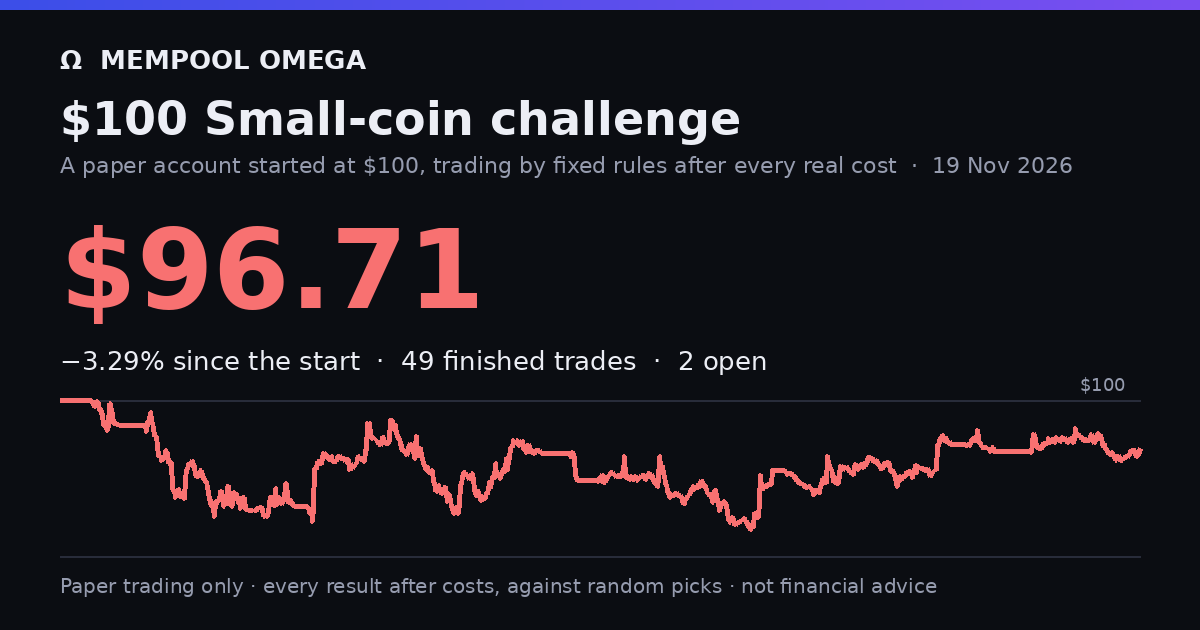 Ω MEMPOOL OMEGA
$100 Small-coin challenge
A paper account started at $100, trading by fixed rules after every real cost · 19 Nov 2026
$96.71
−3.29% since the start · 49 finished trades · 2 open
$100
Paper trading only · every result after costs, against random picks · not financial advice